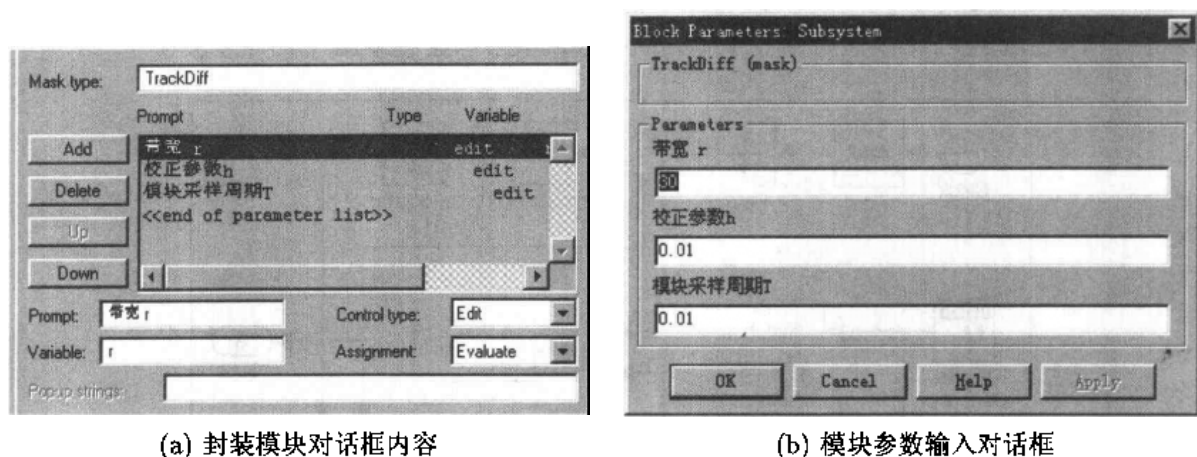 Mask type: TrackDiff
Prompt Type Variable
Add
Delete
Up
Down
带宽 r edit
校正参数h edit
模块采样周期T edit
<<end of parameter list>>
Prompt: 带宽 r Control type: Edit
Variable: r Assignment: Evaluate
Popup strings:
(a) 封装模块对话框内容
Block Parameters: Subsystem
TrackDiff (mask)
Parameters
带宽 r
30
校正参数h
0.01
模块采样周期T
0.01
OK Cancel Help Apply
(b) 模块参数输入对话框